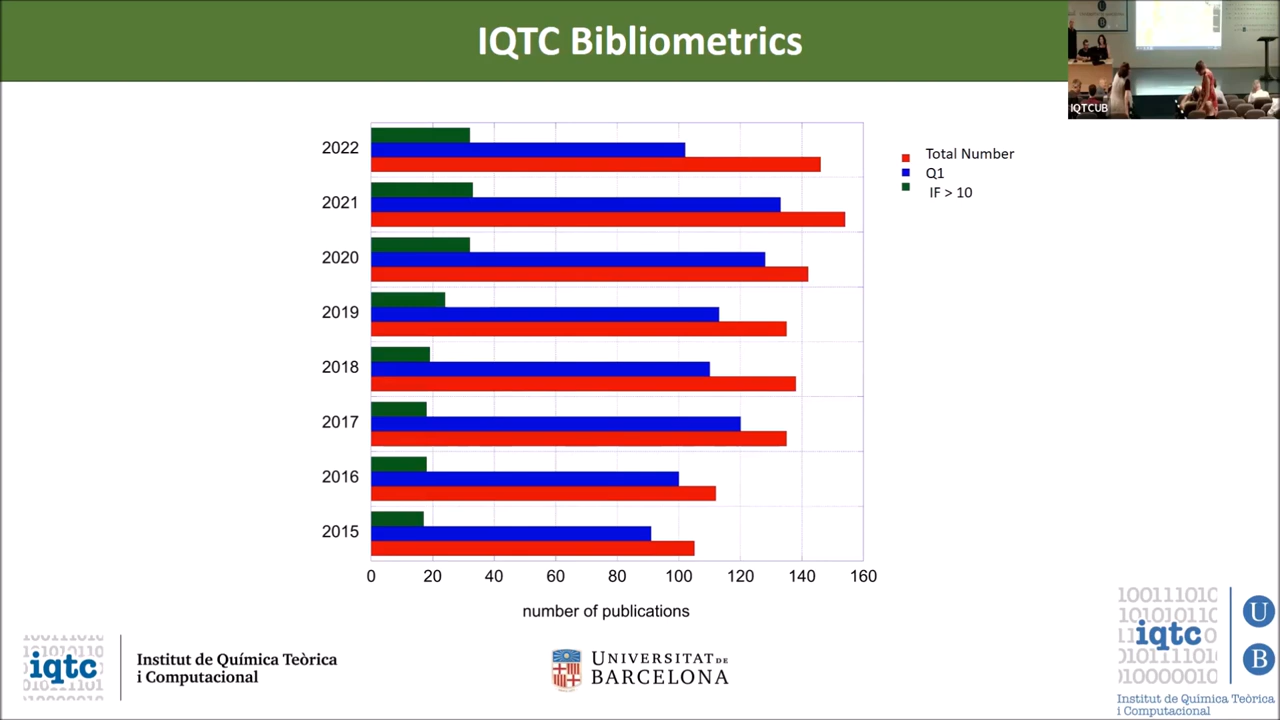 IQTC Bibliometrics
IQTCUB
2022
2021
2020
2019
2018
2017
2016
2015
0 20 40 60 80 100 120 140 160
number of publications
Total Number
Q1
IF > 10
iqtc
Institut de Química Teòrica
i Computacional
UNIVERSITAT DE
BARCELONA
100111010
10101011
iqtc
U
B
Institut de Química Teòrica
i Computacional